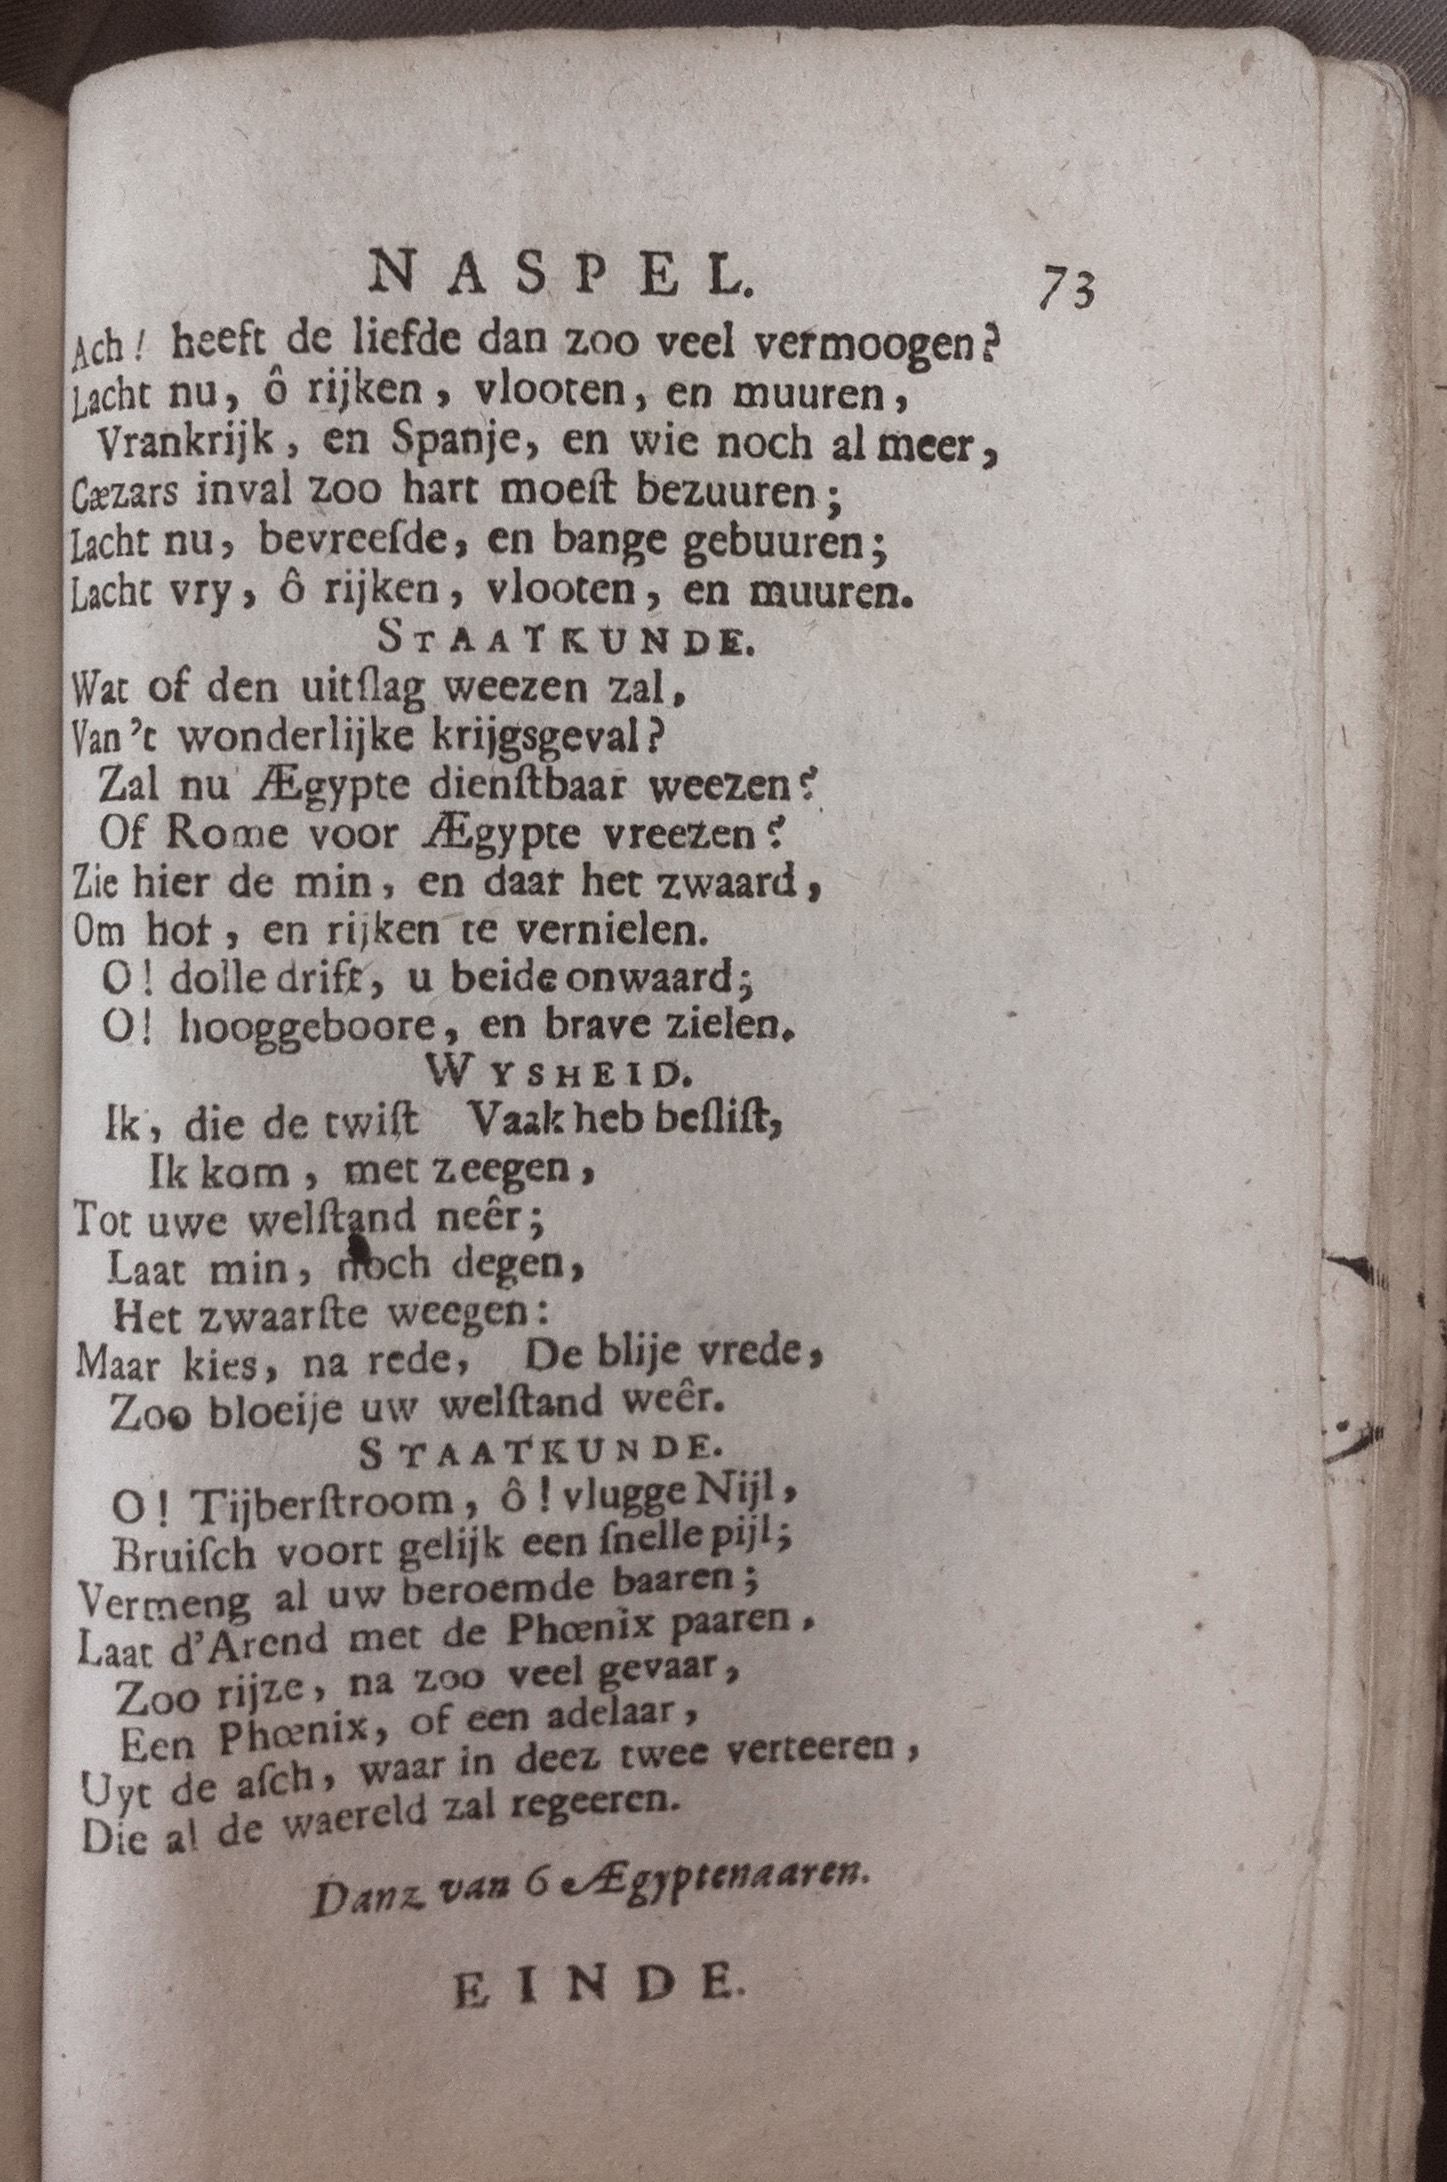 NASPEL. 73
Ach! heeft de liefde dan zoo veel vermoogen?
Lacht nu, ô rijken, vlooten, en muuren,
Vrankrijk, en Spanje, en wie noch al meer,
Cæzars inval zoo hart moeſt bezuuren;
Lacht nu, bevreeſde, en bange gebuuren;
Lacht vry, ô rijken, vlooten, en muuren.
STAATKUNDE.
Wat of den uitſlag weezen zal,
Van't wonderlijke krijgsgeval?
Zal nu Ægypte dienſtbaar weezen?
Of Rome voor Ægypte vreezen?
Zie hier de min, en daar het zwaard,
Om hof, en rijken te vernielen.
O! dolle drift, u beide onwaard;
O! hooggeboore, en brave zielen.
WYSHEID.
Ik, die de twiſt Vaak heb beſliſt,
Ik kom, met zeegen,
Tot uwe welſtand neêr;
Laat min, noch degen,
Het zwaarſte weegen:
Maar kies, na rede, De blije vrede,
Zoo bloeije uw welſtand weêr.
STAATKUNDE.
O! Tijberſtroom, ô! vlugge Nijl,
Bruiſch voort gelijk een ſnelle pijl;
Vermeng al uw beroemde baaren;
Laat d'Arend met de Phœnix paaren.
Zoo rijze, na zoo veel gevaar,
Een Phœnix, of een adelaar,
Uyt de aſch, waar in deez twee verteeren,
Die al de waereld zal regeeren.
Danz van 6 Ægyptenaaren.
EINDE.